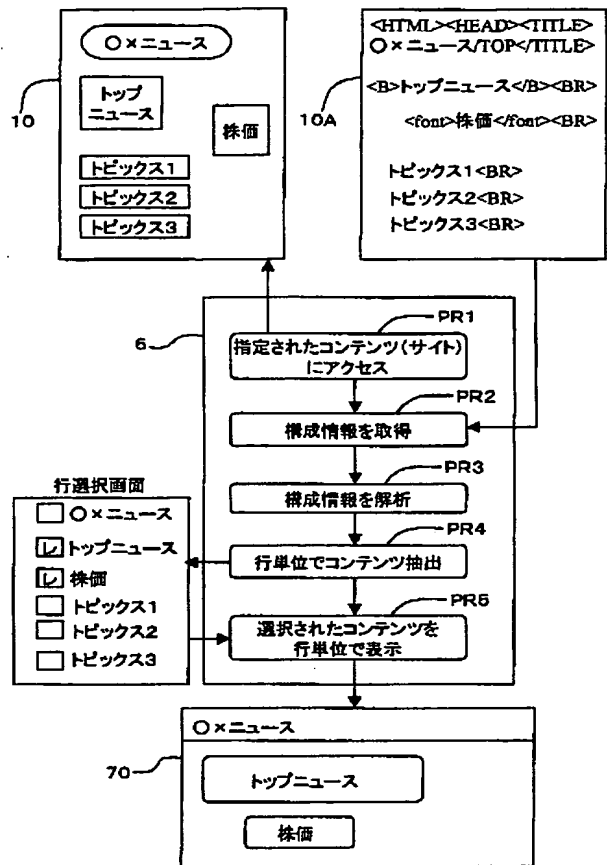 ○×ニュース
トップ
ニュース
株価
トピックス1
トピックス2
トピックス3
10
<HTML><HEAD><TITLE>
○×ニュース/TOP</TITLE>
<B>トップニュース</B><BR>
<font>株価</font><BR>
トピックス1<BR>
トピックス2<BR>
トピックス3<BR>
10A
6
PR1
指定されたコンテンツ(サイト)
にアクセス
PR2
構成情報を取得
PR3
構成情報を解析
PR4
行単位でコンテンツ抽出
PR5
選択されたコンテンツを
行単位で表示
行選択画面
○×ニュース
レ トップニュース
レ 株価
トピックス1
トピックス2
トピックス3
70
○×ニュース
トップニュース
株価